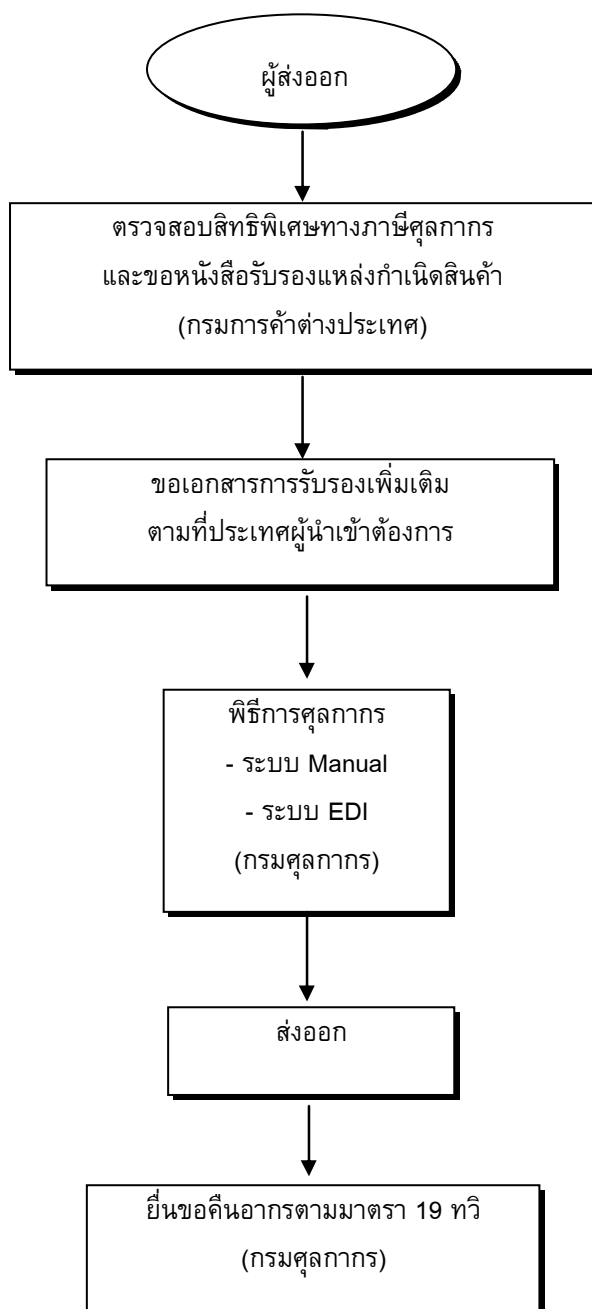 ผู้ส่งออก
ตรวจสอบสิทธิพิเศษทางภาษีศุลกากร
และขอหนังสือรับรองแหล่งกำเนิดสินค้า
(กรมการค้าต่างประเทศ)
ขอเอกสารการรับรองเพิ่มเติม
ตามที่ประเทศผู้นำเข้าต้องการ
พิธีการศุลกากร
- ระบบ Manual
- ระบบ EDI
(กรมศุลกากร)
ส่งออก
ยื่นขอคืนอากรตามมาตรา 19 ทวิ
(กรมศุลกากร)